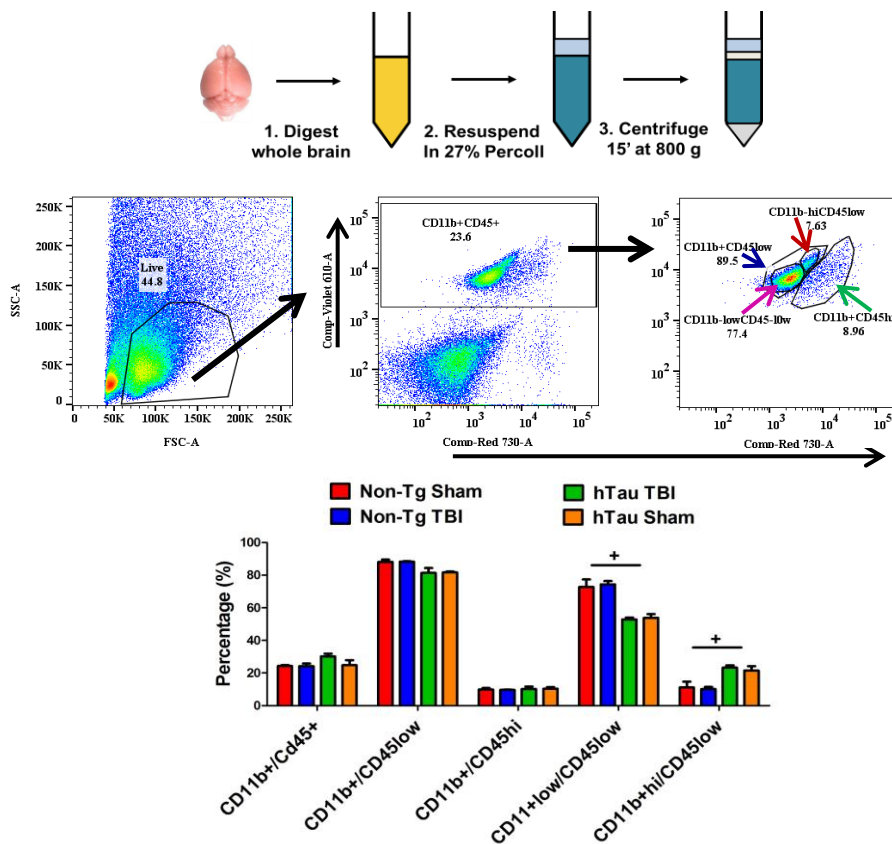 1. Digest
whole brain
2. Resuspend
In 27% Percoll
3. Centrifuge
15' at 800 g
SSC-A
250K
200K
150K
100K
50K
0
Live
44.8
0
50K
100K
150K
200K
250K
FSC-A
Comp-Violet 610-A
10^5
10^4
10^3
10^2
CD11b+CD45+
23.6
10^2
10^3
10^4
10^5
Comp-Red 730-A
10^5
10^4
10^3
10^2
CD11b-hiCD45low
7.63
CD11b+CD45low
89.5
CD11b-lowCD45-l0w
77.4
CD11b+CD45hi
8.96
10^2
10^3
10^4
10^5
Comp-Red 730-A
Non-Tg Sham
Non-Tg TBI
hTau TBI
hTau Sham
Percentage (%)
100
80
60
40
20
0
+
+
CD11b+/Cd45+
CD11b+/CD45low
CD11b+/CD45hi
CD11+low/CD45low
CD11b+hi/CD45low